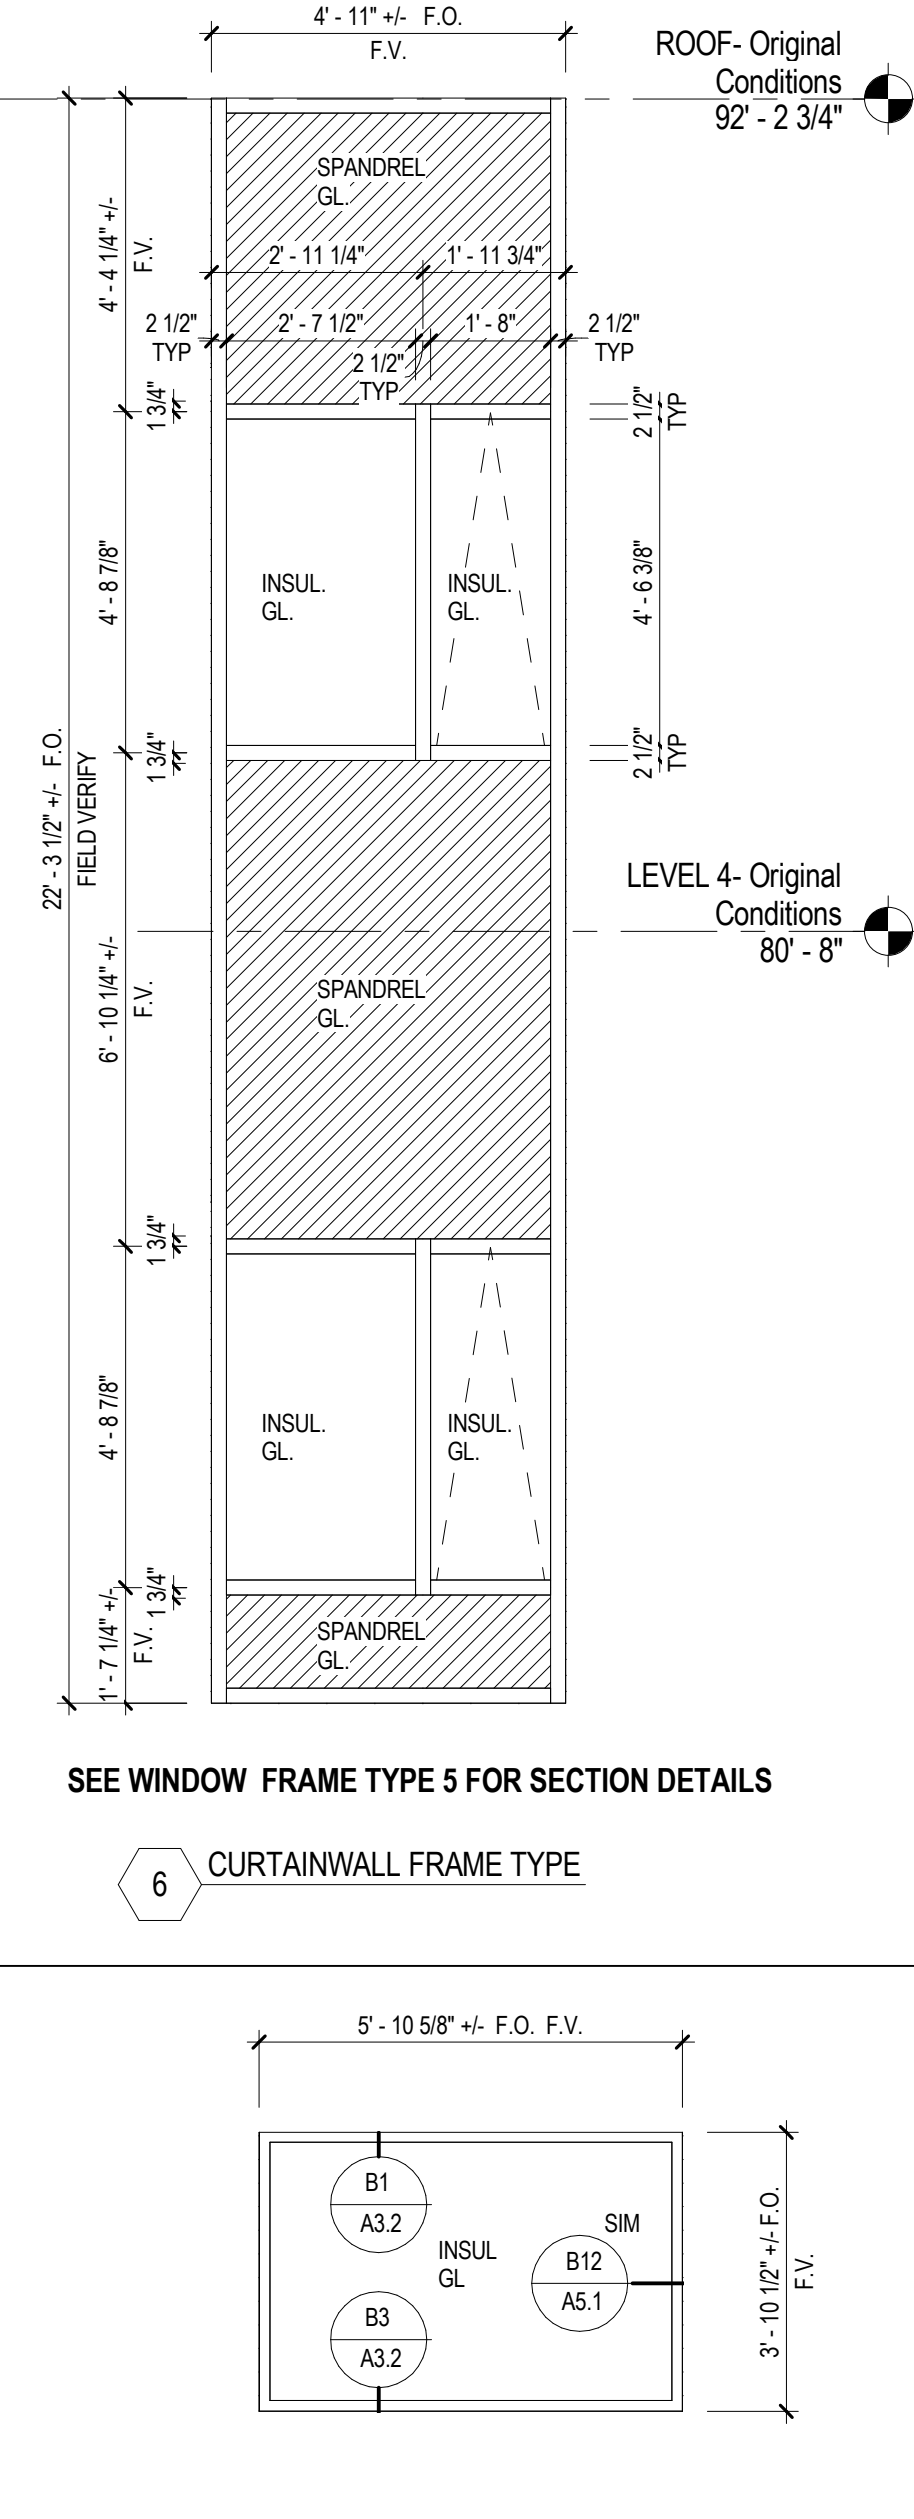 4' - 11" +/-  F.O.
F.V.
ROOF- Original
Conditions
92' - 2 3/4"
SPANDREL
GL.
4' - 4 1/4" +/-
F.V.
2' - 11 1/4"
1' - 11 3/4"
2 1/2"
TYP
2' - 7 1/2"
1' - 8"
2 1/2"
TYP
2 1/2"
TYP
1 3/4"
2 1/2"
TYP
4' - 8 7/8"
INSUL.
GL.
INSUL.
GL.
4' - 6 3/8"
1 3/4"
2 1/2"
TYP
22' - 3 1/2" +/-  F.O.
FIELD VERIFY
LEVEL 4- Original
Conditions
80' - 8"
6' - 10 1/4" +/-
F.V.
SPANDREL
GL.
1 3/4"
4' - 8 7/8"
INSUL.
GL.
INSUL.
GL.
1 3/4"
1' - 7 1/4" +/-
F.V.
SPANDREL
GL.
SEE WINDOW  FRAME TYPE 5 FOR SECTION DETAILS
6
CURTAINWALL FRAME TYPE
5' - 10 5/8" +/-  F.O.  F.V.
B1
A3.2
SIM
INSUL
GL
B12
A5.1
B3
A3.2
3' - 10 1/2" +/- F.O.
F.V.